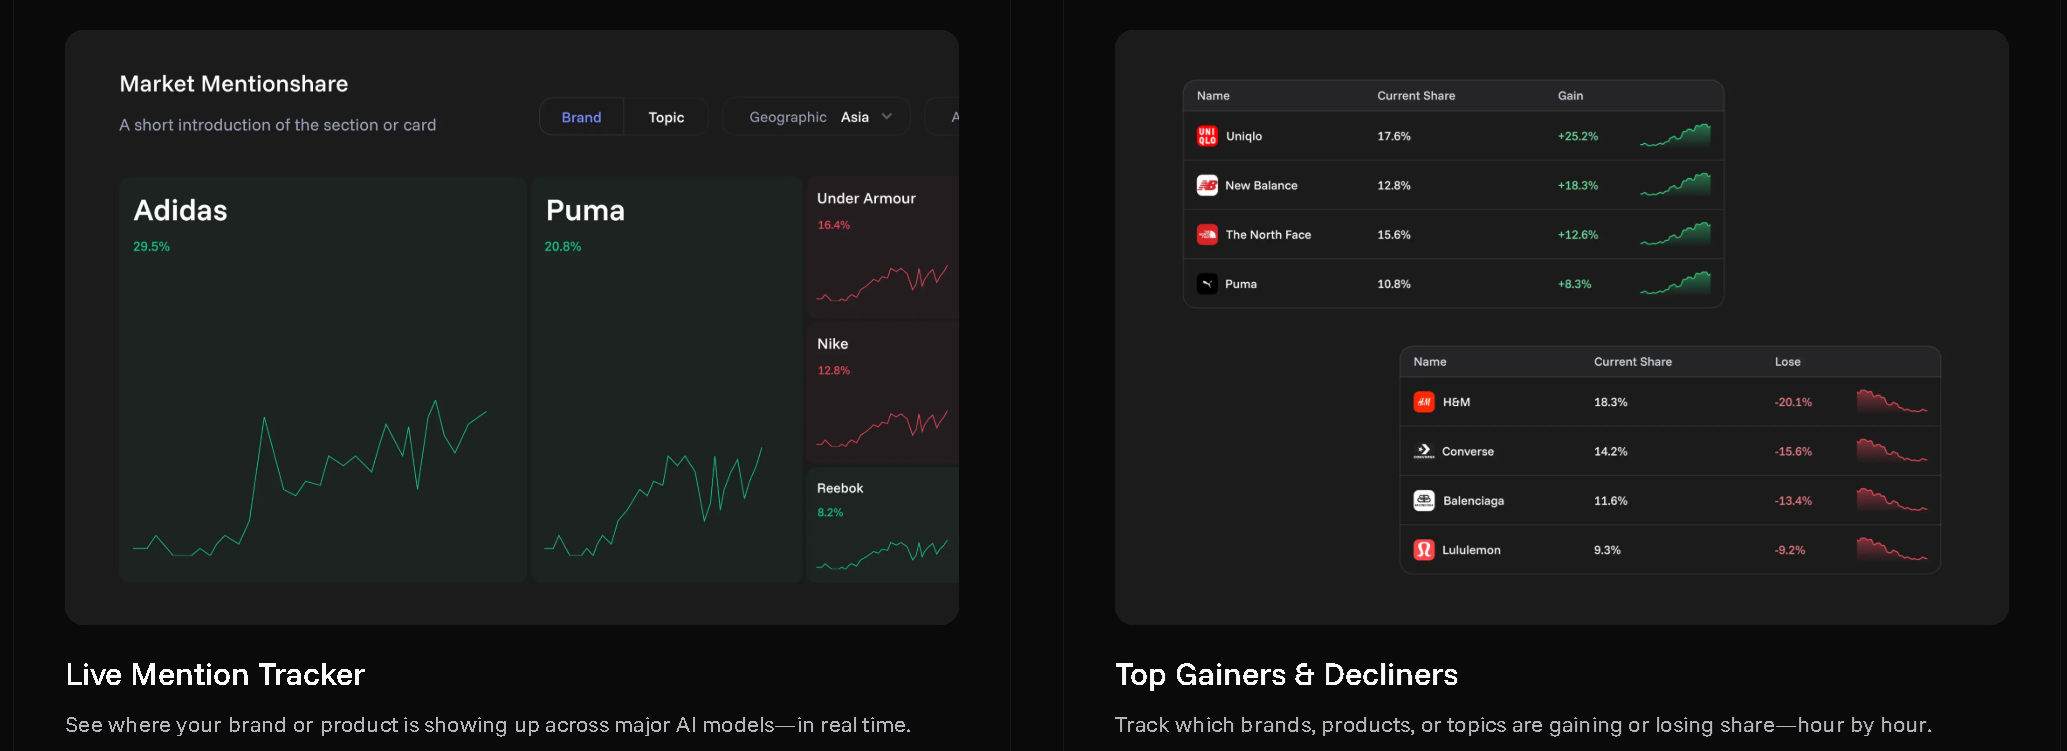 Market Mentionshare
A short introduction of the section or card
Brand
Topic
Geographic Asia
A
Adidas
29.5%
Puma
20.8%
Under Armour
16.4%
Nike
12.8%
Reebok
8.2%
Live Mention Tracker
See where your brand or product is showing up across major AI models—in real time.
Name Current Share Gain
UNI QLO Uniqlo 17.6% +25.2%
NB New Balance 12.8% +18.3%
The North Face 15.6% +12.6%
Puma 10.8% +8.3%
Name Current Share Lose
H&M H&M 18.3% -20.1%
Converse 14.2% -15.6%
Balenciaga 11.6% -13.4%
Lululemon 9.3% -9.2%
Top Gainers & Decliners
Track which brands, products, or topics are gaining or losing share—hour by hour.